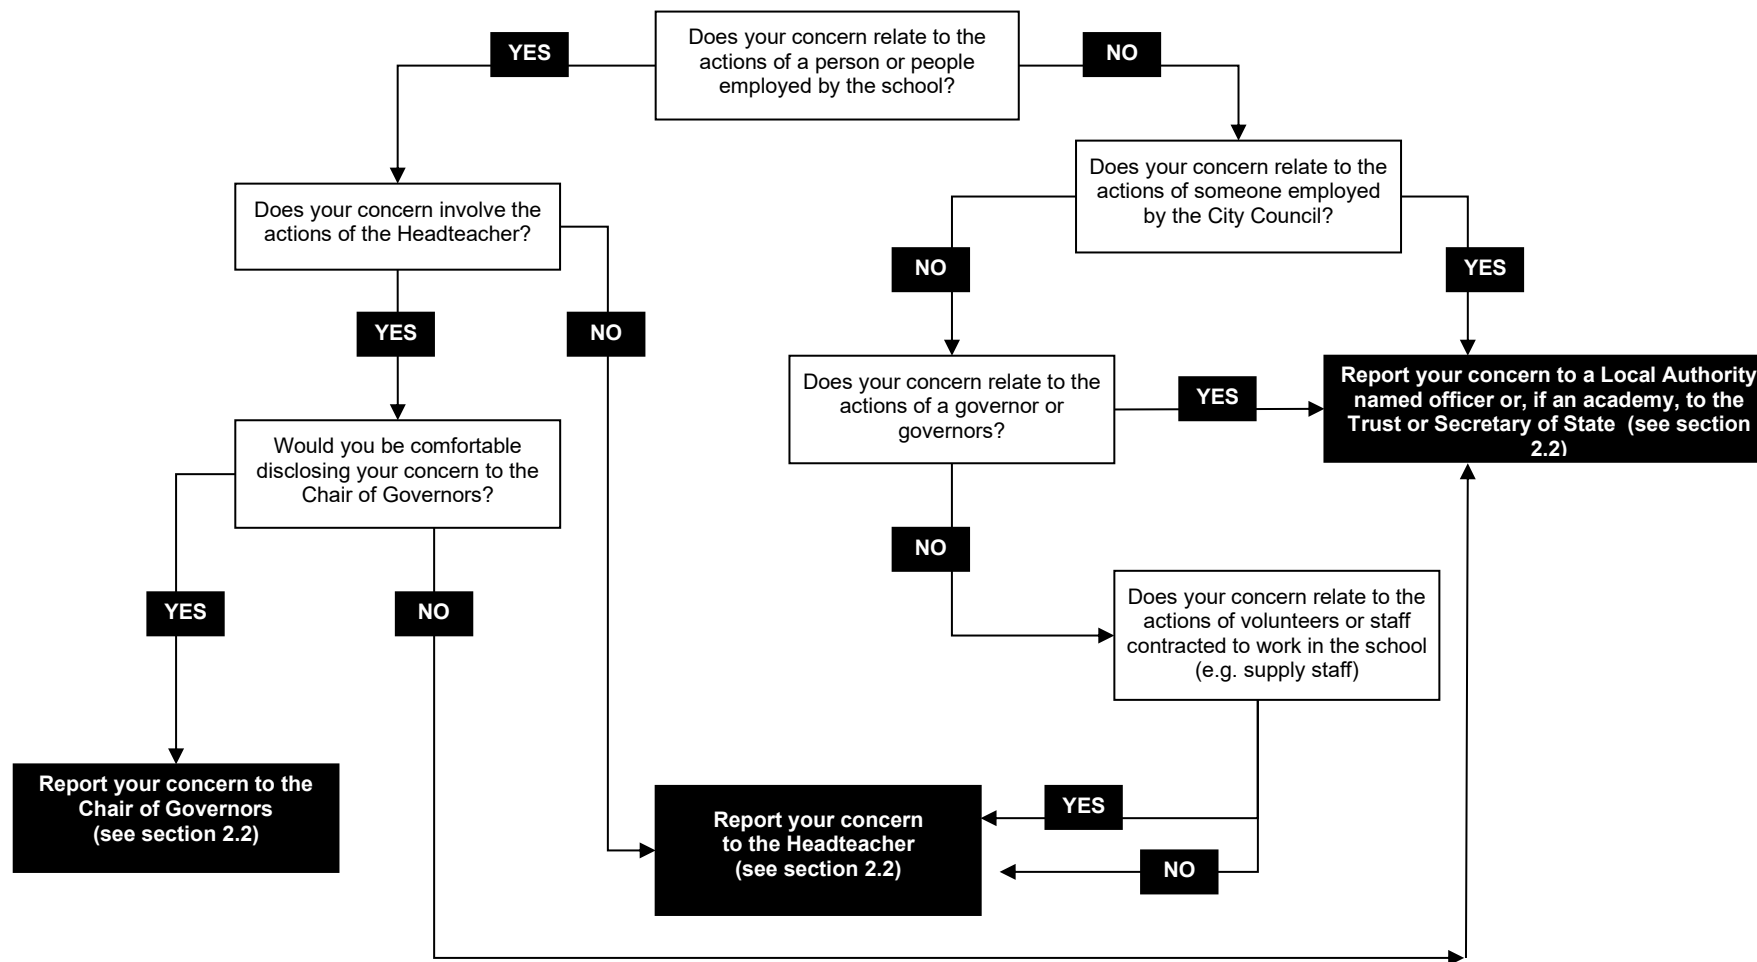 Does your concern relate to the
actions of a person or people
employed by the school?
YES
NO
Does your concern relate to the
actions of someone employed
by the City Council?
Does your concern involve the
actions of the Headteacher?
NO
YES
YES
NO
Does your concern relate to the
actions of a governor or
governors?
YES
Report your concern to a Local Authority
named officer or, if an academy, to the
Trust or Secretary of State (see section
2.2)
Would you be comfortable
disclosing your concern to the
Chair of Governors?
NO
YES
NO
Does your concern relate to the
actions of volunteers or staff
contracted to work in the school
(e.g. supply staff)
Report your concern to the
Chair of Governors
(see section 2.2)
Report your concern
to the Headteacher
(see section 2.2)
YES
NO